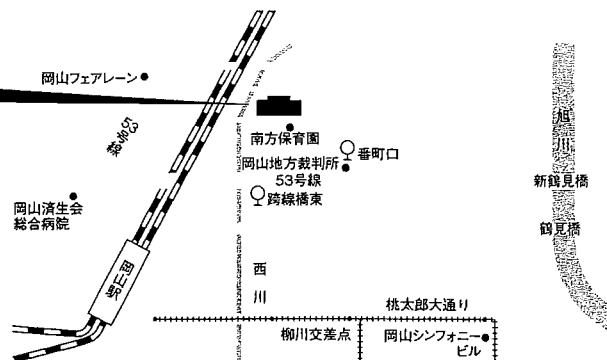 岡山フェアレーン
53号線
南方保育園
岡山地方裁判所
53号線
番町口
跨線橋東
岡山済生会
総合病院
岡山駅
西川
旭川
新鶴見橋
鶴見橋
桃太郎大通り
柳川交差点
岡山シンフォニー
ビル